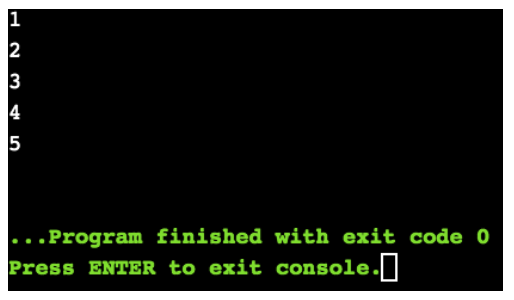 1
2
3
4
5
...Program finished with exit code 0
Press ENTER to exit console.